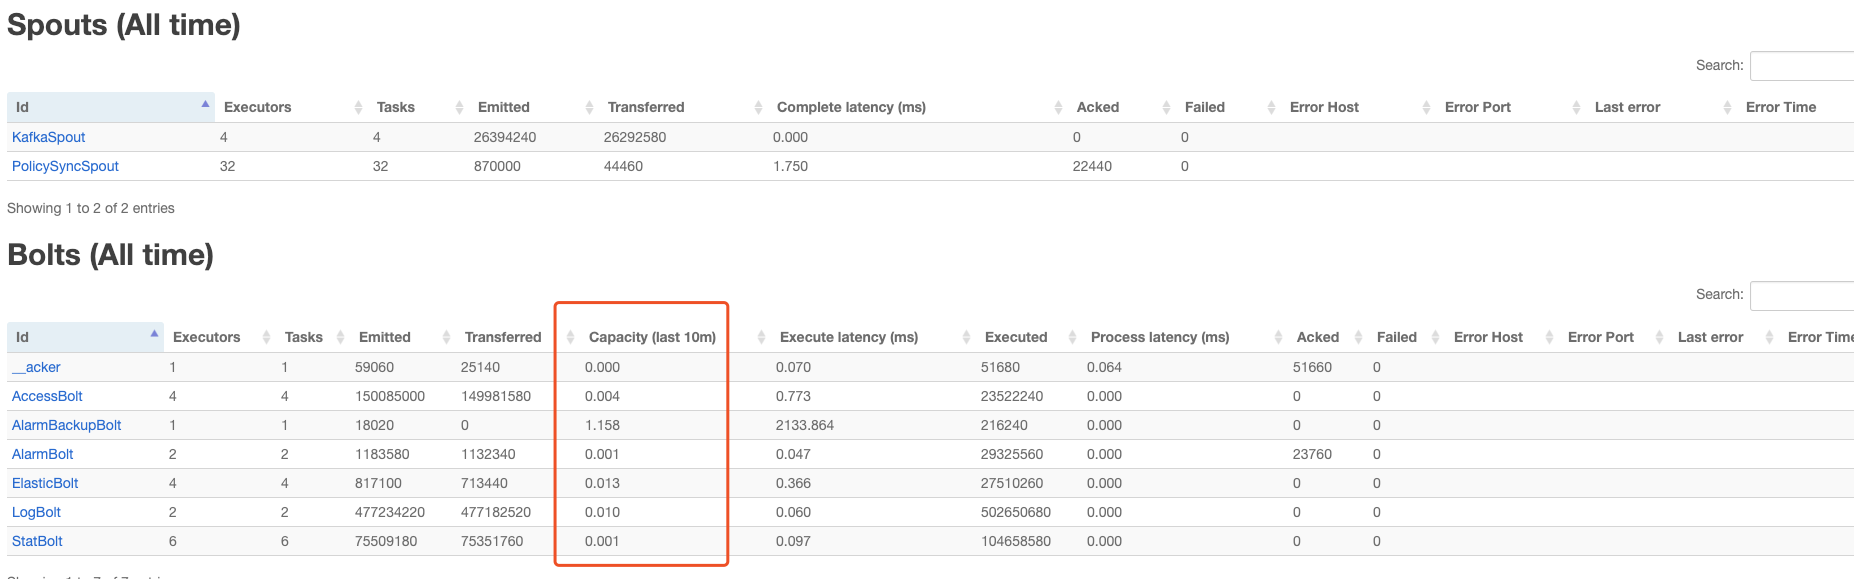 Spouts (All time)
Search:
Id Executors Tasks Emitted Transferred Complete latency (ms) Acked Failed Error Host Error Port Last error Error Time
KafkaSpout 4 4 26394240 26292580 0.000 0 0
PolicySyncSpout 32 32 870000 44460 1.750 22440 0
Showing 1 to 2 of 2 entries
Bolts (All time)
Search:
Id Executors Tasks Emitted Transferred Capacity (last 10m) Execute latency (ms) Executed Process latency (ms) Acked Failed Error Host Error Port Last error Error Time
__acker 1 1 59060 25140 0.000 0.070 51680 0.064 51660 0
AccessBolt 4 4 150085000 149981580 0.004 0.773 23522240 0.000 0 0
AlarmBackupBolt 1 1 18020 0 1.158 2133.864 216240 0.000 0 0
AlarmBolt 2 2 1183580 1132340 0.001 0.047 29325560 0.000 23760 0
ElasticBolt 4 4 817100 713440 0.013 0.366 27510260 0.000 0 0
LogBolt 2 2 477234220 477182520 0.010 0.060 502650680 0.000 0 0
StatBolt 6 6 75509180 75351760 0.001 0.097 104658580 0.000 0 0